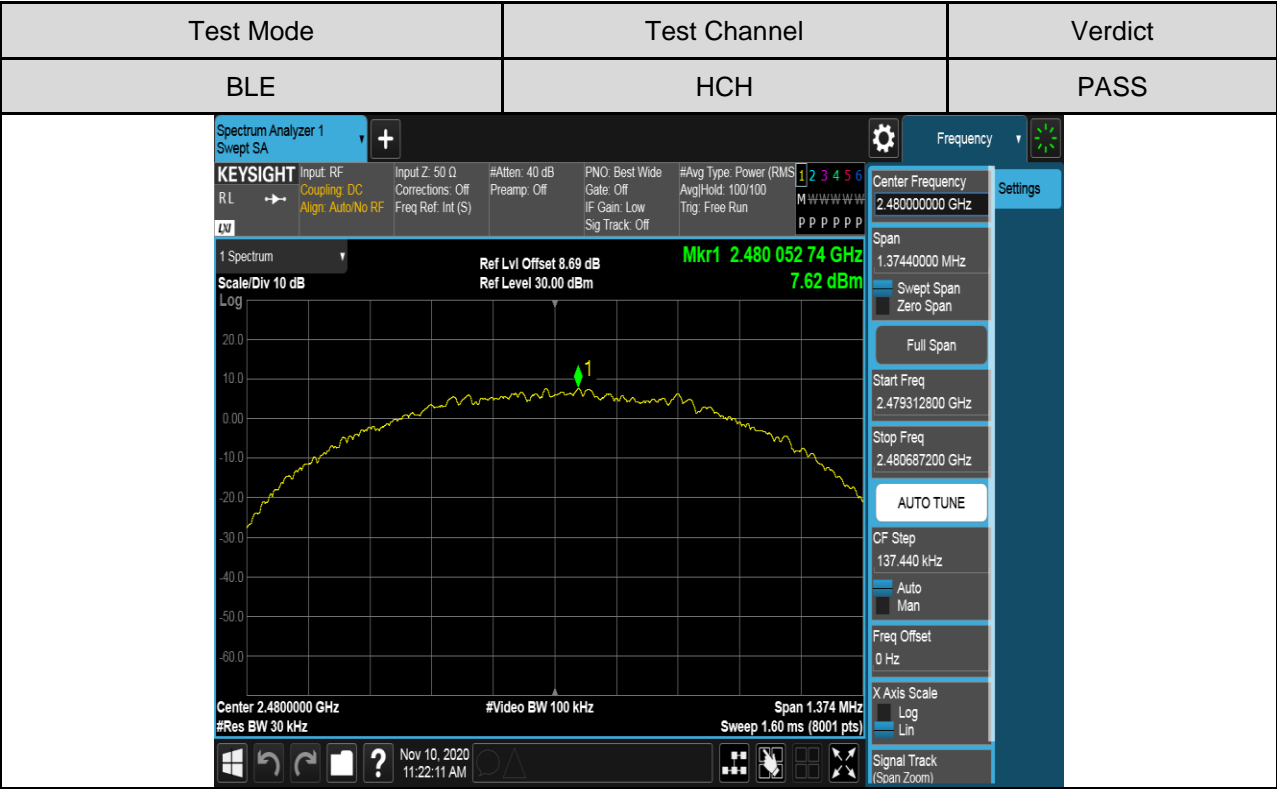 Test Mode Test Channel Verdict
BLE HCH PASS
Spectrum Analyzer 1
Swept SA
+
Frequency
KEYSIGHT
RL
LXI
Input: RF
Coupling: DC
Align: Auto/No RF
Input Z: 50 Ω
Corrections: Off
Freq Ref: Int (S)
#Atten: 40 dB
Preamp: Off
PNO: Best Wide
Gate: Off
IF Gain: Low
Sig Track: Off
#Avg Type: Power (RMS
Avg|Hold: 100/100
Trig: Free Run
1 2 3 4 5 6
M W W W W W
P P P P P P
1 Spectrum
Scale/Div 10 dB
Ref Lvl Offset 8.69 dB
Ref Level 30.00 dBm
Mkr1 2.480 052 74 GHz
7.62 dBm
Log
20.0
10.0
0.00
-10.0
-20.0
-30.0
-40.0
-50.0
-60.0
1
Center 2.4800000 GHz
#Res BW 30 kHz
#Video BW 100 kHz
Span 1.374 MHz
Sweep 1.60 ms (8001 pts)
?
Nov 10, 2020
11:22:11 AM
Center Frequency
2.480000000 GHz
Settings
Span
1.37440000 MHz
Swept Span
Zero Span
Full Span
Start Freq
2.479312800 GHz
Stop Freq
2.480687200 GHz
AUTO TUNE
CF Step
137.440 kHz
Auto
Man
Freq Offset
0 Hz
X Axis Scale
Log
Lin
Signal Track
(Span Zoom)